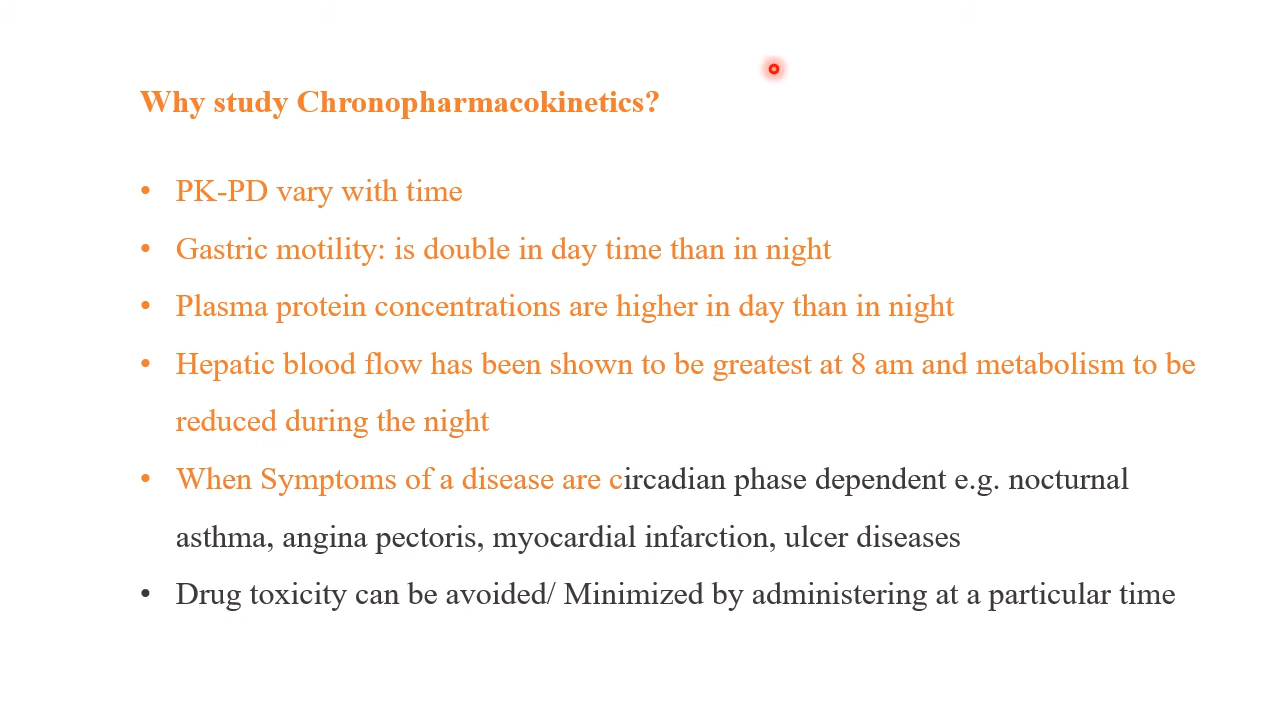 Why study Chronopharmacokinetics?
• PK-PD vary with time
• Gastric motility: is double in day time than in night
• Plasma protein concentrations are higher in day than in night
• Hepatic blood flow has been shown to be greatest at 8 am and metabolism to be
reduced during the night
• When Symptoms of a disease are circadian phase dependent e.g. nocturnal
asthma, angina pectoris, myocardial infarction, ulcer diseases
• Drug toxicity can be avoided/ Minimized by administering at a particular time